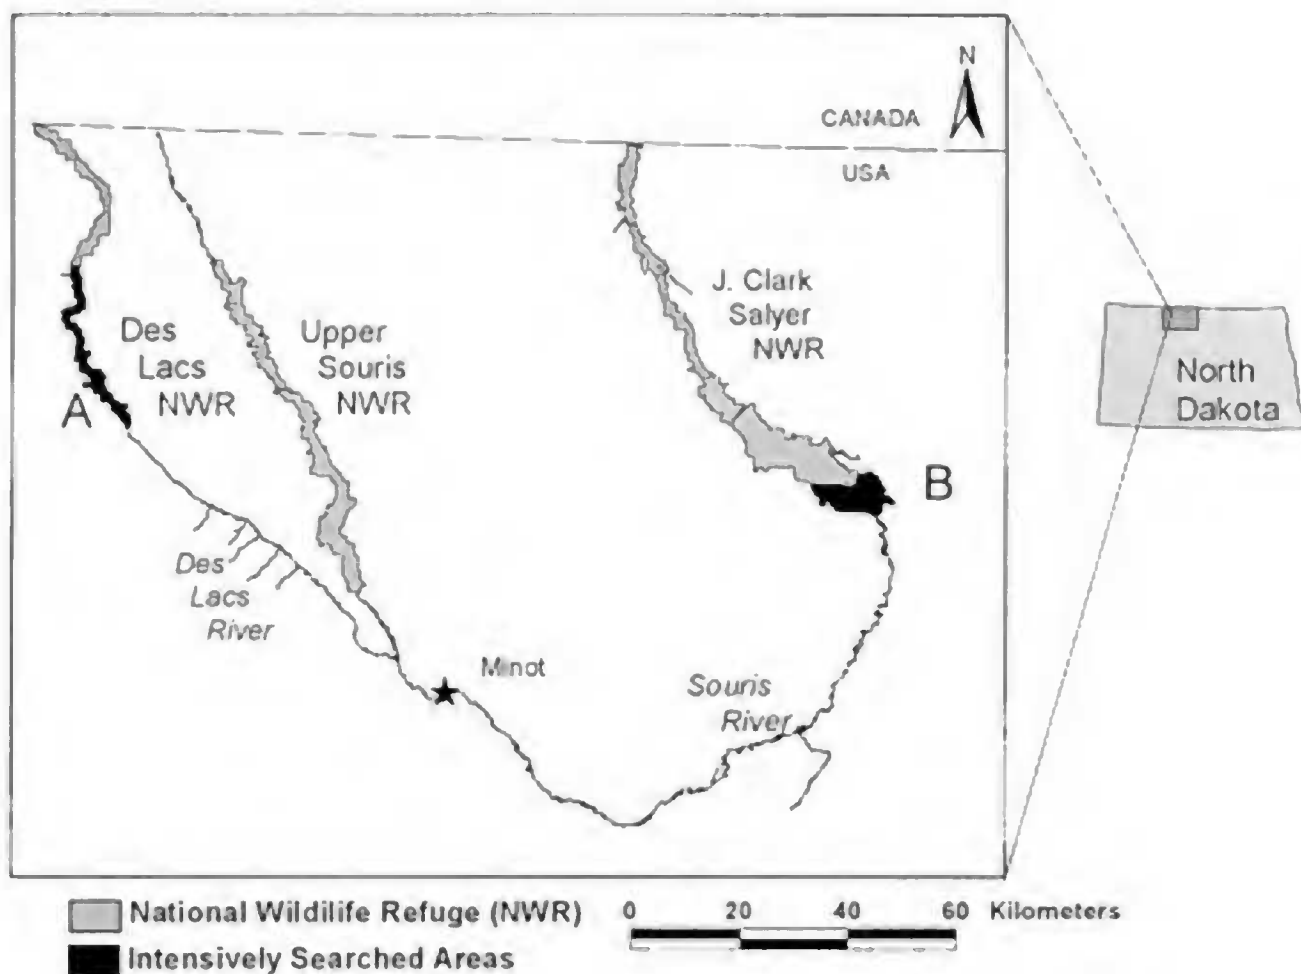 N
CANADA
USA
J. Clark
Salyer
NWR
Des
Lacs
NWR
Upper
Souris
NWR
A
B
North
Dakota
Des
Lacs
River
Minot
Souris
River
National Wildilife Refuge (NWR)
Intensively Searched Areas
0 20 40 60 Kilometers